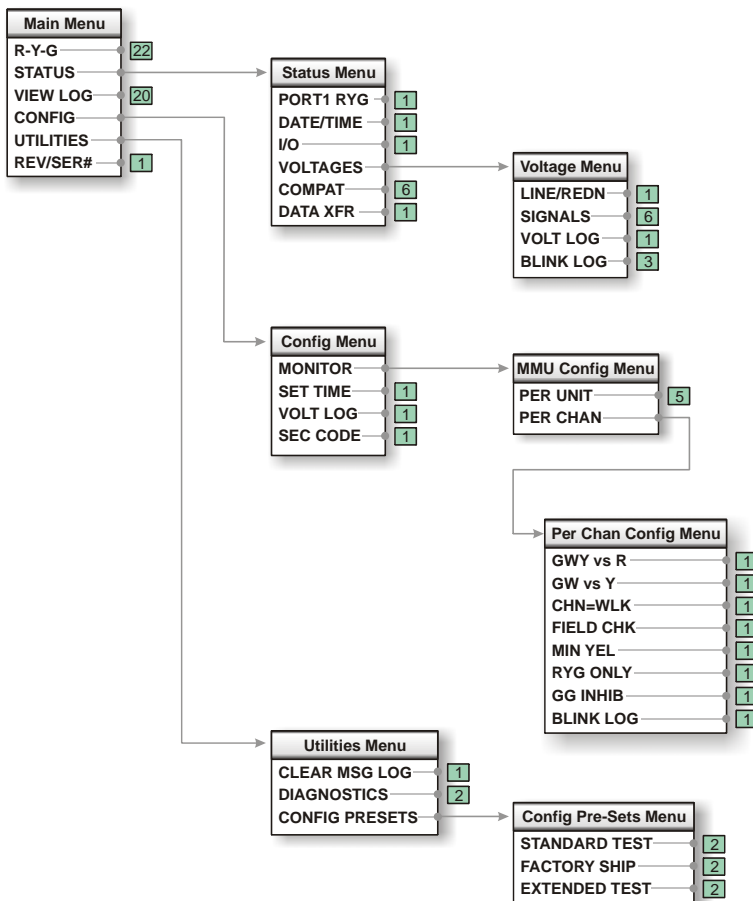 Main Menu
R-Y-G 22
STATUS
VIEW LOG 20
CONFIG
UTILITIES
REV/SER# 1
Status Menu
PORT1 RYG 1
DATE/TIME 1
I/O 1
VOLTAGES
COMPAT 6
DATA XFR 1
Voltage Menu
LINE/REDN 1
SIGNALS 6
VOLT LOG 1
BLINK LOG 3
Config Menu
MONITOR
SET TIME 1
VOLT LOG 1
SEC CODE 1
MMU Config Menu
PER UNIT 5
PER CHAN
Per Chan Config Menu
GWY vs R 1
GW vs Y 1
CHN=WLK 1
FIELD CHK 1
MIN YEL 1
RYG ONLY 1
GG INHIB 1
BLINK LOG 1
Utilities Menu
CLEAR MSG LOG 1
DIAGNOSTICS 2
CONFIG PRESETS
Config Pre-Sets Menu
STANDARD TEST 2
FACTORY SHIP 2
EXTENDED TEST 2